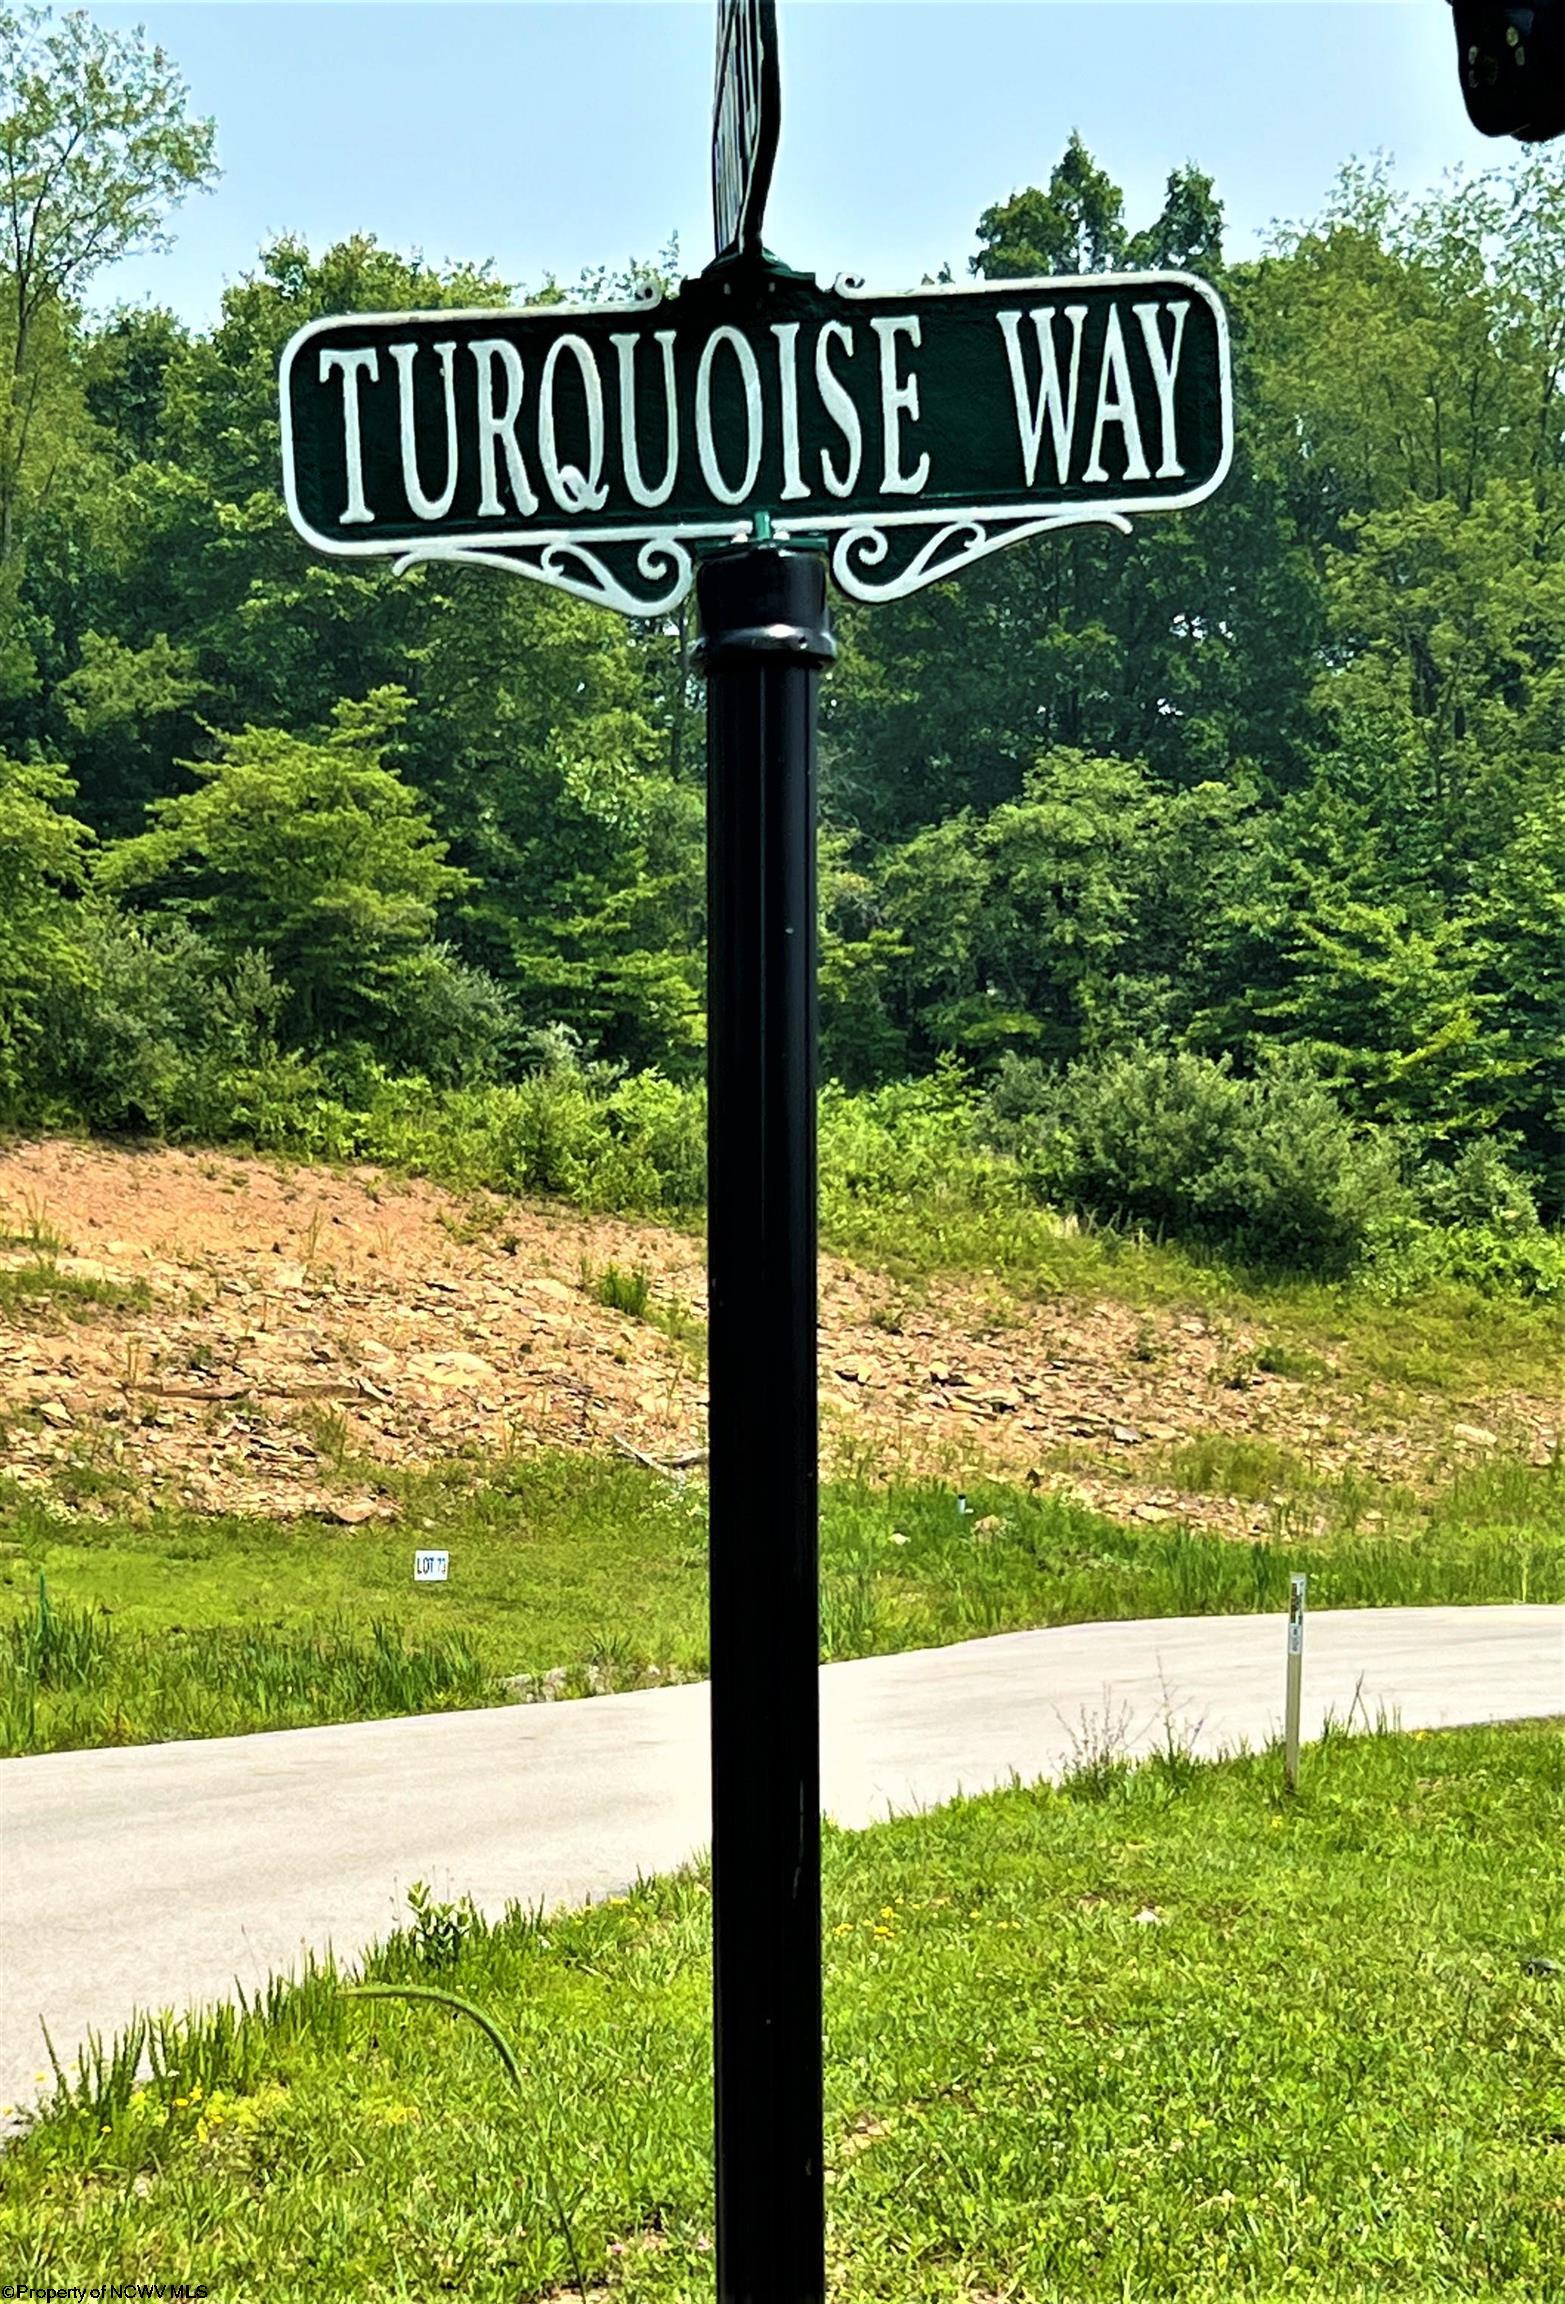 TURQUOISE WAY
LOT 73
©Property of NCWV MLS